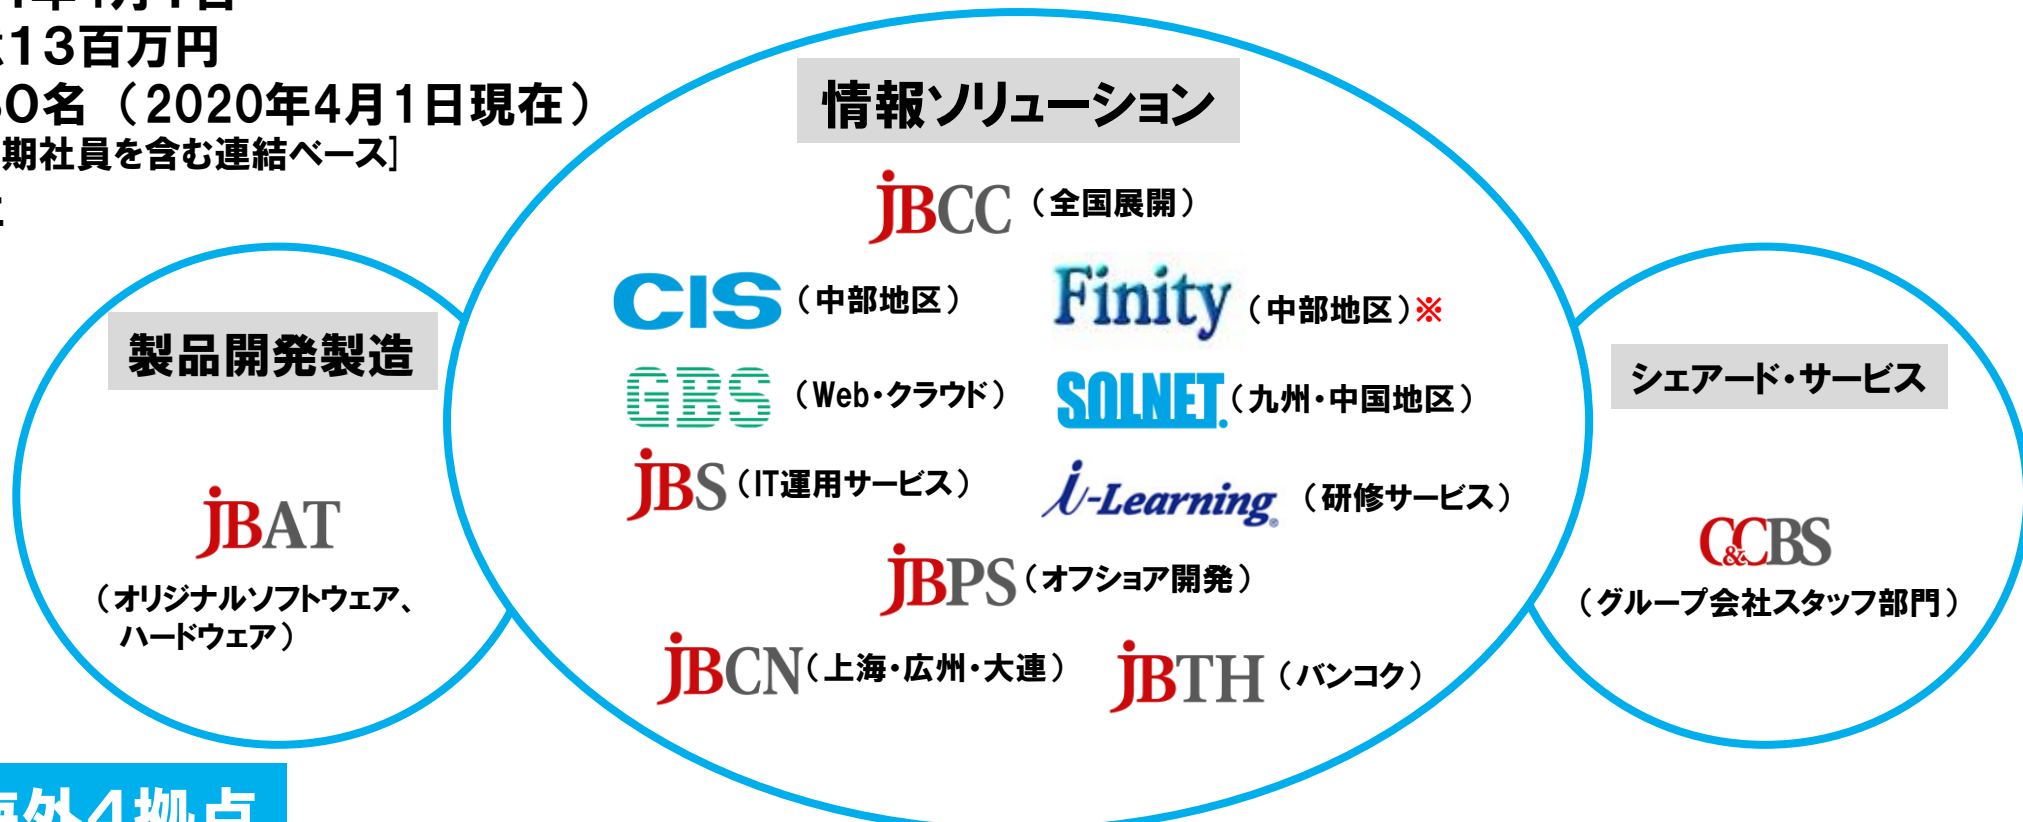 13百万円
0名（2020年4月1日現在）
期社員を含む連結ベース]
情報ソリューション
JBCC（全国展開）
CIS（中部地区）
Finity（中部地区）※
GBS（Web・クラウド）
SOLNET.（九州・中国地区）
JBS（IT運用サービス）
i-Learning®（研修サービス）
JBPS（オフショア開発）
JBCN（上海・広州・大連）
JBTH（バンコク）
製品開発製造
JBAT
（オリジナルソフトウェア、
ハードウェア）
シェアード・サービス
C&CBS
（グループ会社スタッフ部門）
海外4拠点